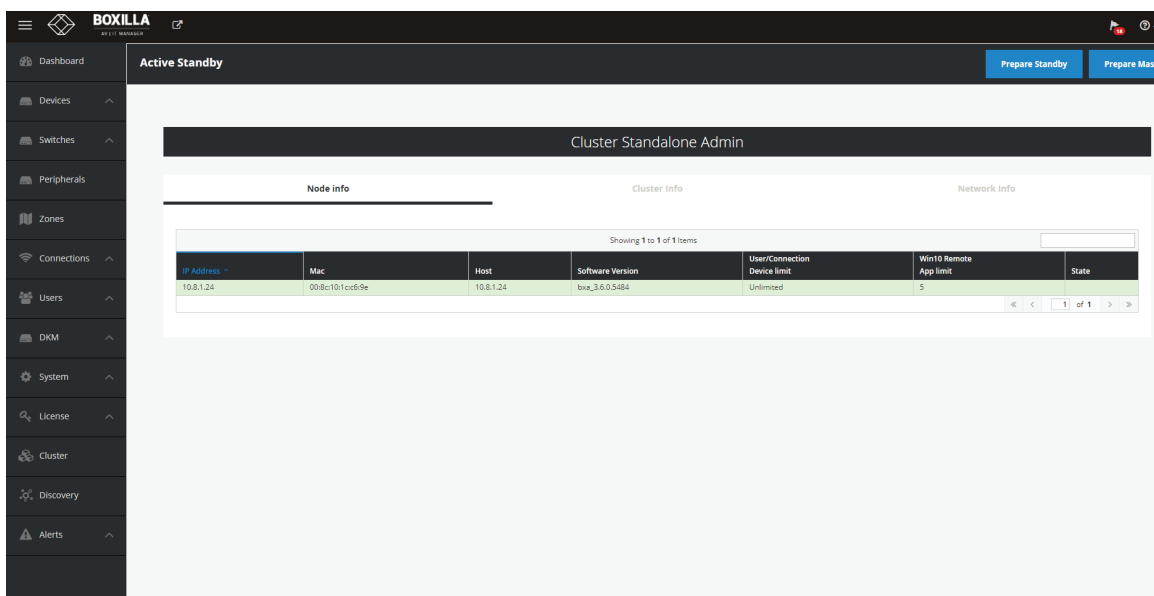 BOXILLA
AV | IT MANAGER
18
Dashboard
Devices
Switches
Peripherals
Zones
Connections
Users
DKM
System
License
Cluster
Discovery
Alerts
Active Standby
Prepare Standby
Prepare Mas
Cluster Standalone Admin
Node info
Cluster Info
Network Info
Showing 1 to 1 of 1 Items
IP Address
Mac
Host
Software Version
User/Connection
Device limit
Win10 Remote
App limit
State
10.8.1.24
00:8c:10:1c:c6:9e
10.8.1.24
bxa_3.6.0.5484
Unlimited
5
1 of 1